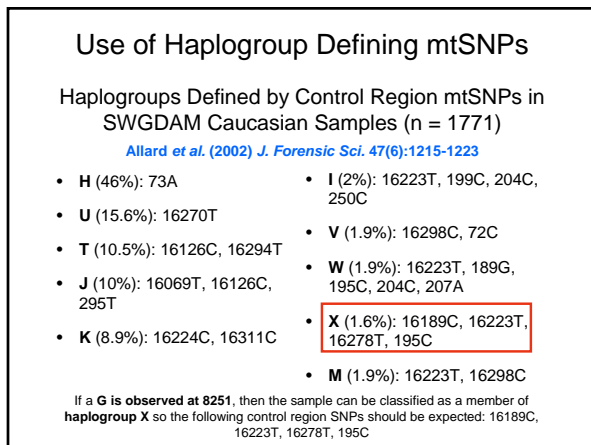 Use of Haplogroup Defining mtSNPs
Haplogroups Defined by Control Region mtSNPs in
SWGDAM Caucasian Samples (n = 1771)
Allard et al. (2002) J. Forensic Sci. 47(6):1215-1223
• H (46%): 73A
• U (15.6%): 16270T
• T (10.5%): 16126C, 16294T
• J (10%): 16069T, 16126C,
295T
• K (8.9%): 16224C, 16311C
• I (2%): 16223T, 199C, 204C,
250C
• V (1.9%): 16298C, 72C
• W (1.9%): 16223T, 189G,
195C, 204C, 207A
• X (1.6%): 16189C, 16223T,
16278T, 195C
• M (1.9%): 16223T, 16298C
If a G is observed at 8251, then the sample can be classified as a member of
haplogroup X so the following control region SNPs should be expected: 16189C,
16223T, 16278T, 195C